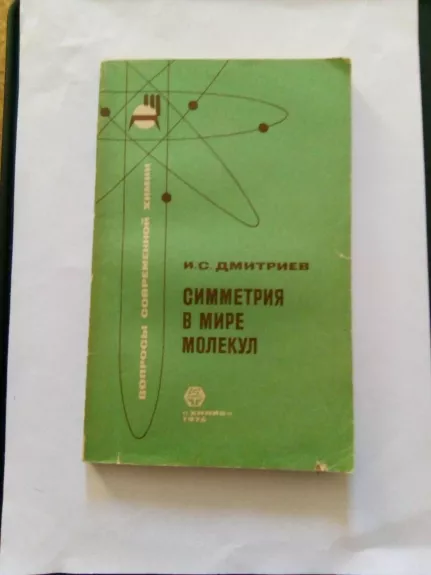 ВОПРОСЫ СОВРЕМЕННОЙ ХИМИИ
И.С. ДМИТРИЕВ
СИММЕТРИЯ
В МИРЕ
МОЛЕКУЛ
«ХИМИЯ»
1976